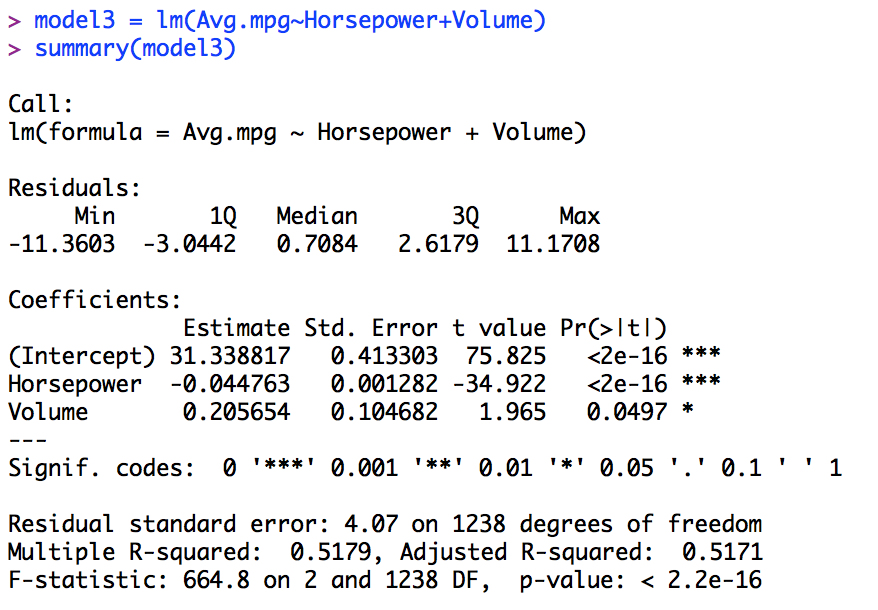 > model3 = lm(Avg.mpg~Horsepower+Volume)
> summary(model3)
Call:
lm(formula = Avg.mpg ~ Horsepower + Volume)
Residuals:
     Min       1Q   Median       3Q      Max
-11.3603  -3.0442   0.7084   2.6179  11.1708
Coefficients:
             Estimate Std. Error t value Pr(>|t|)
(Intercept) 31.338817   0.413303  75.825   <2e-16 ***
Horsepower  -0.044763   0.001282 -34.922   <2e-16 ***
Volume       0.205654   0.104682   1.965   0.0497 *
---
Signif. codes:  0 '***' 0.001 '**' 0.01 '*' 0.05 '.' 0.1 ' ' 1
Residual standard error: 4.07 on 1238 degrees of freedom
Multiple R-squared:  0.5179, Adjusted R-squared:  0.5171
F-statistic: 664.8 on 2 and 1238 DF,  p-value: < 2.2e-16